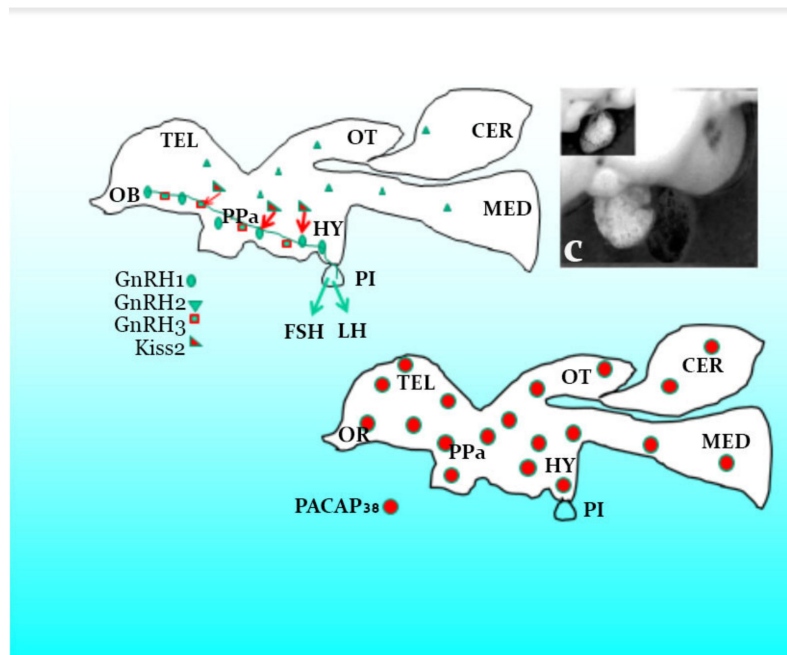 TEL
OT
CER
OB
PPa
HY
MED
PI
GnRH1
GnRH2
GnRH3
Kiss2
FSH LH
C
TEL
OT
CER
OR
PPa
HY
MED
PACAP38
PI